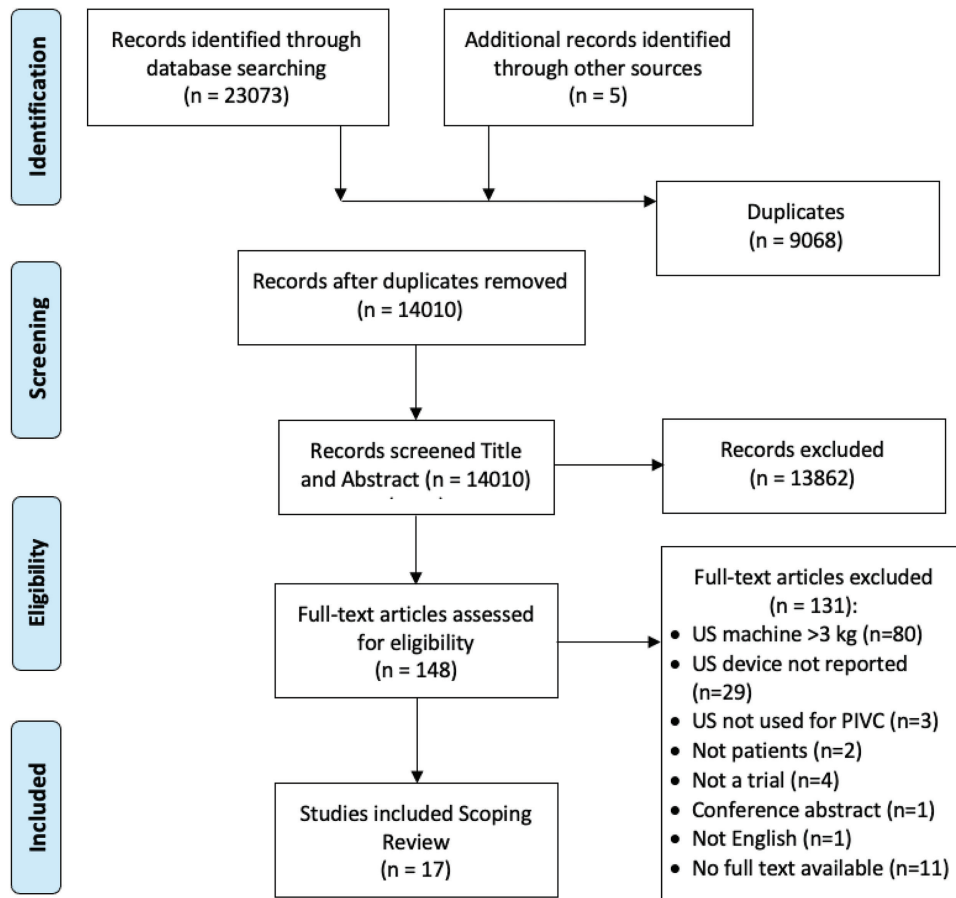 Identification
Records identified through
database searching
(n = 23073)
Additional records identified
through other sources
(n = 5)
Duplicates
(n = 9068)
Screening
Records after duplicates removed
(n = 14010)
Records screened Title
and Abstract (n = 14010)
Records excluded
(n = 13862)
Eligibility
Full-text articles assessed
for eligibility
(n = 148)
Full-text articles excluded
(n = 131):
• US machine >3 kg (n=80)
• US device not reported
(n=29)
• US not used for PIVC (n=3)
• Not patients (n=2)
• Not a trial (n=4)
• Conference abstract (n=1)
• Not English (n=1)
• No full text available (n=11)
Included
Studies included Scoping
Review
(n = 17)